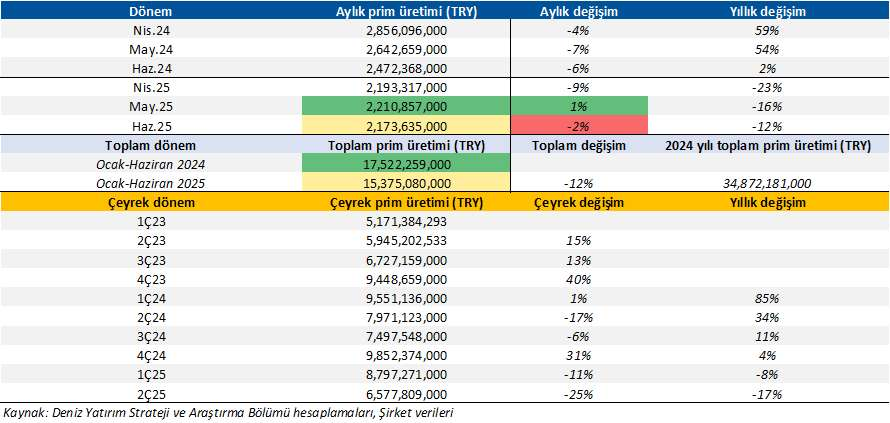 Dönem Aylık prim üretimi (TRY) Aylık değişim Yıllık değişim
Nis.24 2,856,096,000 -4% 59%
May.24 2,642,659,000 -7% 54%
Haz.24 2,472,368,000 -6% 2%
Nis.25 2,193,317,000 -9% -23%
May.25 2,210,857,000 1% -16%
Haz.25 2,173,635,000 -2% -12%
Toplam dönem Toplam prim üretimi (TRY) Toplam değişim 2024 yılı toplam prim üretimi (TRY)
Ocak-Haziran 2024 17,522,259,000
Ocak-Haziran 2025 15,375,080,000 -12% 34,872,181,000
Çeyrek dönem Çeyrek prim üretimi (TRY) Çeyrek değişim Yıllık değişim
1Ç23 5,171,384,293
2Ç23 5,945,202,533 15%
3Ç23 6,727,159,000 13%
4Ç23 9,448,659,000 40%
1Ç24 9,551,136,000 1% 85%
2Ç24 7,971,123,000 -17% 34%
3Ç24 7,497,548,000 -6% 11%
4Ç24 9,852,374,000 31% 4%
1Ç25 8,797,271,000 -11% -8%
2Ç25 6,577,809,000 -25% -17%
Kaynak: Deniz Yatırım Strateji ve Araştırma Bölümü hesaplamaları, Şirket verileri